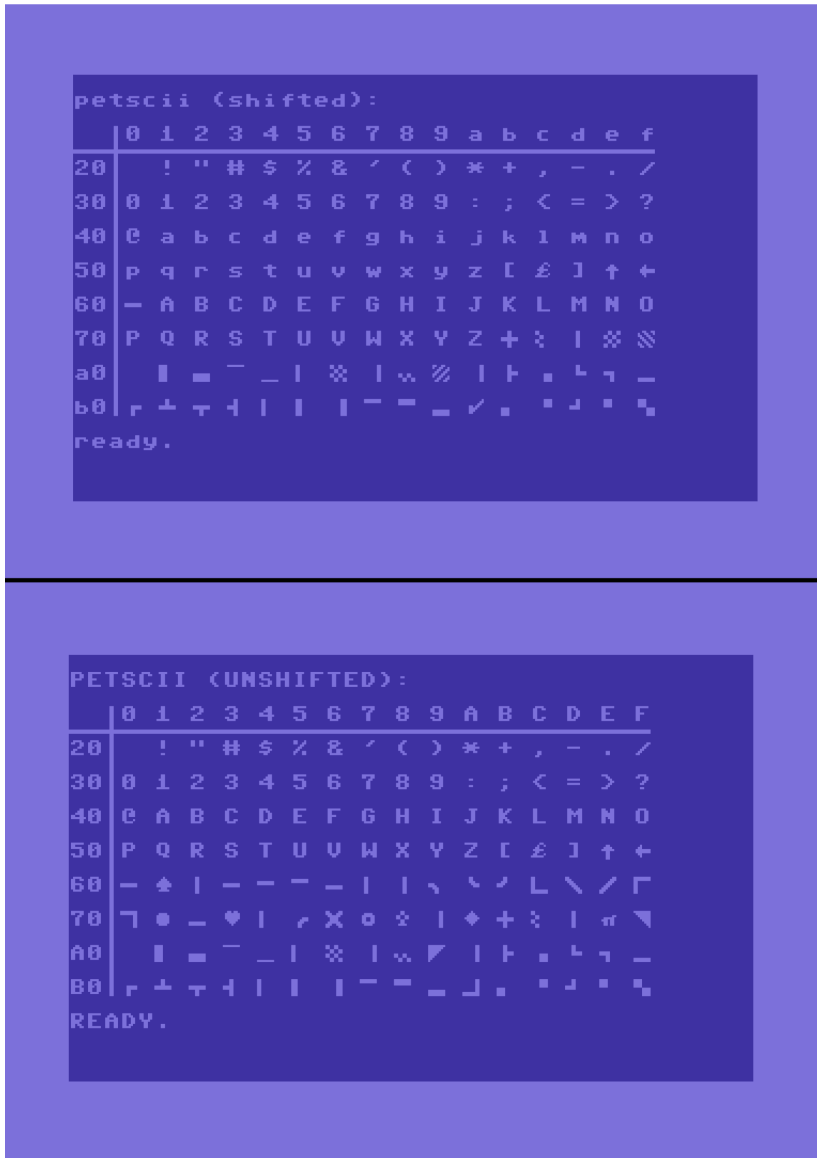 petscii (shifted):
0 1 2 3 4 5 6 7 8 9 a b c d e f
20 ! " # $ % & ´ ( ) * + , - . /
30 0 1 2 3 4 5 6 7 8 9 : ; < = > ?
40 @ a b c d e f g h i j k l m n o
50 p q r s t u v w x y z [ £ ] ↑ ←
60 ─ A B C D E F G H I J K L M N O
70 P Q R S T U V W X Y Z
a0
b0 ✓
ready.
PETSCII (UNSHIFTED):
0 1 2 3 4 5 6 7 8 9 A B C D E F
20 ! " # $ % & ´ ( ) * + , - . /
30 0 1 2 3 4 5 6 7 8 9 : ; < = > ?
40 @ A B C D E F G H I J K L M N O
50 P Q R S T U V W X Y Z [ £ ] ↑ ←
60 ─ ♠
70 ● ♥ ♣ ♦ π
A0
B0
READY.